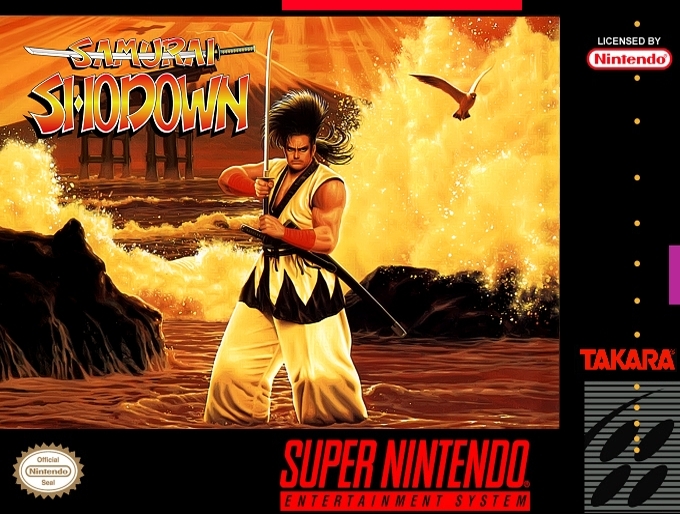 SAMURAI
SHODOWN
LICENSED BY
Nintendo®
TAKARA®
Official
Nintendo
Seal
SUPER NINTENDO®
ENTERTAINMENT SYSTEM